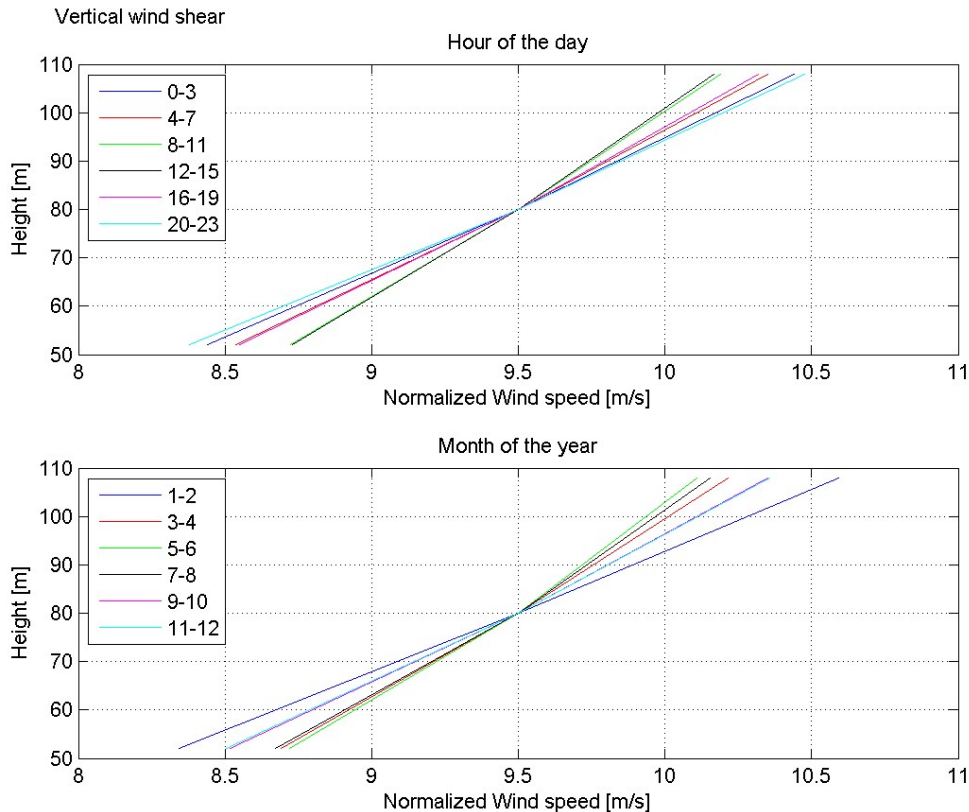 Vertical wind shear
Hour of the day
110
100
90
80
70
60
50
Height [m]
0-3
4-7
8-11
12-15
16-19
20-23
8 8.5 9 9.5 10 10.5 11
Normalized Wind speed [m/s]
Month of the year
110
100
90
80
70
60
50
Height [m]
1-2
3-4
5-6
7-8
9-10
11-12
8 8.5 9 9.5 10 10.5 11
Normalized Wind speed [m/s]